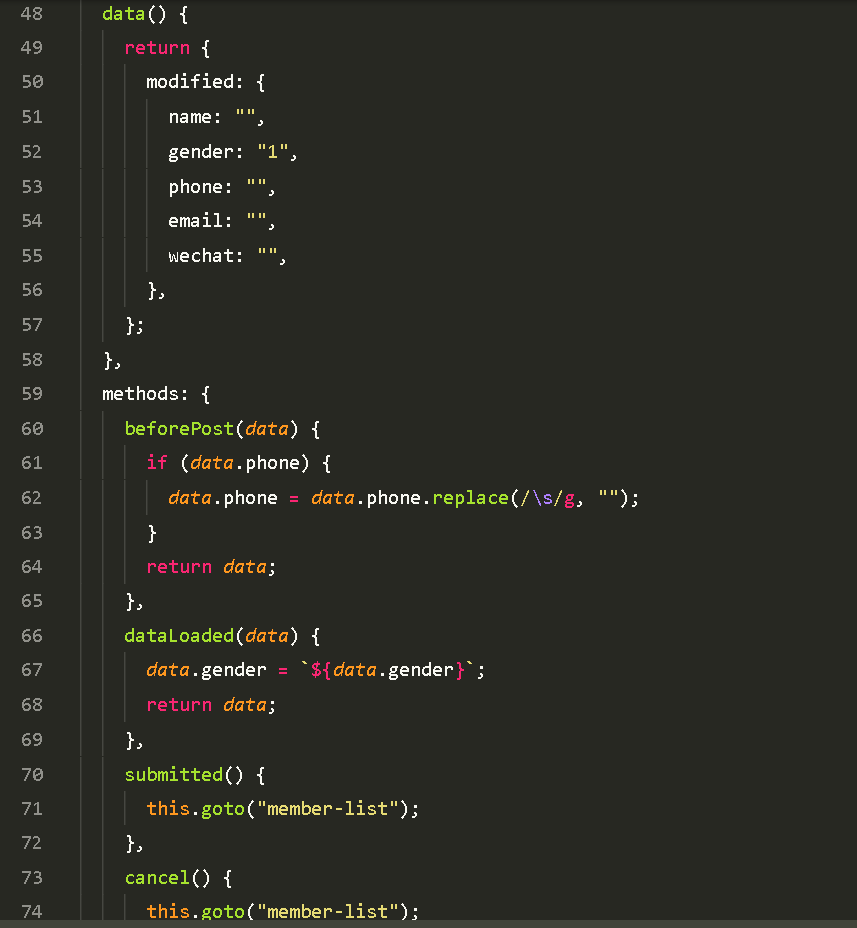 48 data() {
49 return {
50 modified: {
51 name: "",
52 gender: "1",
53 phone: "",
54 email: "",
55 wechat: "",
56 },
57 };
58 },
59 methods: {
60 beforePost(data) {
61 if (data.phone) {
62 data.phone = data.phone.replace(/\s/g, "");
63 }
64 return data;
65 },
66 dataLoaded(data) {
67 data.gender = `${data.gender}`;
68 return data;
69 },
70 submitted() {
71 this.goto("member-list");
72 },
73 cancel() {
74 this.goto("member-list");